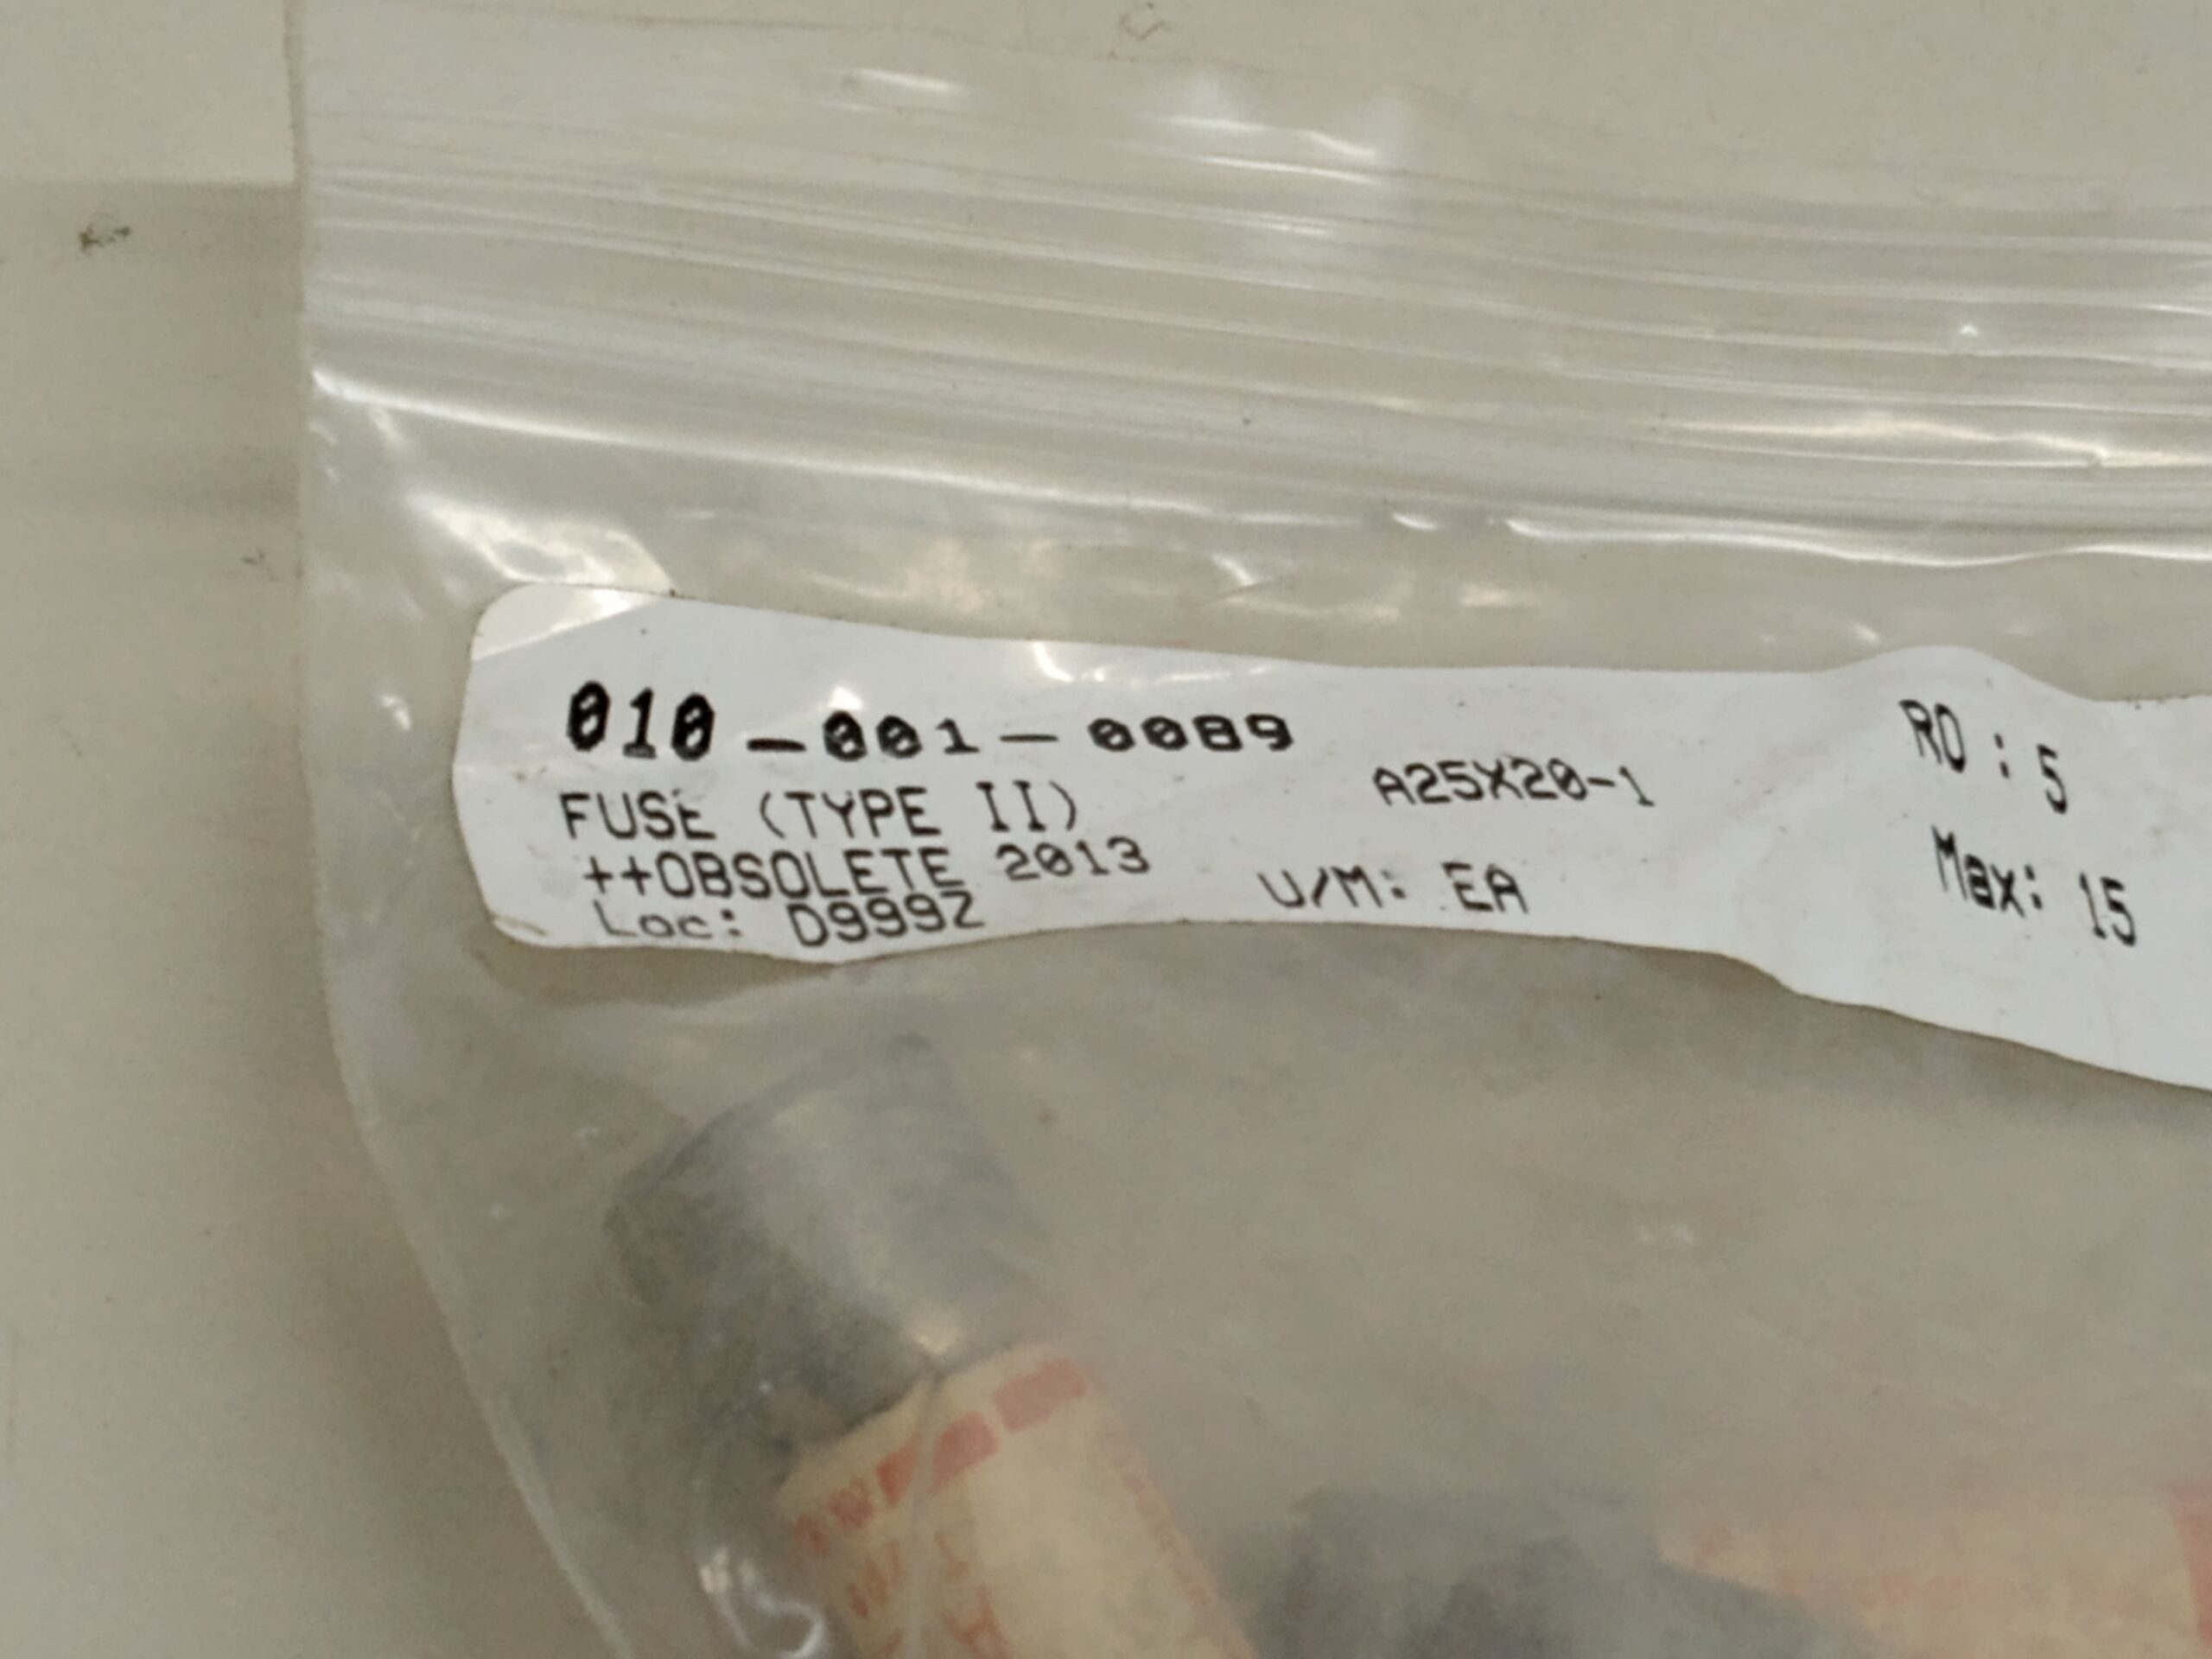 010-001-0089
FUSE (TYPE II)
A25X20-1
RO: 5
++OBSOLETE 2013
U/M: EA
Max: 15
Loc: D999Z